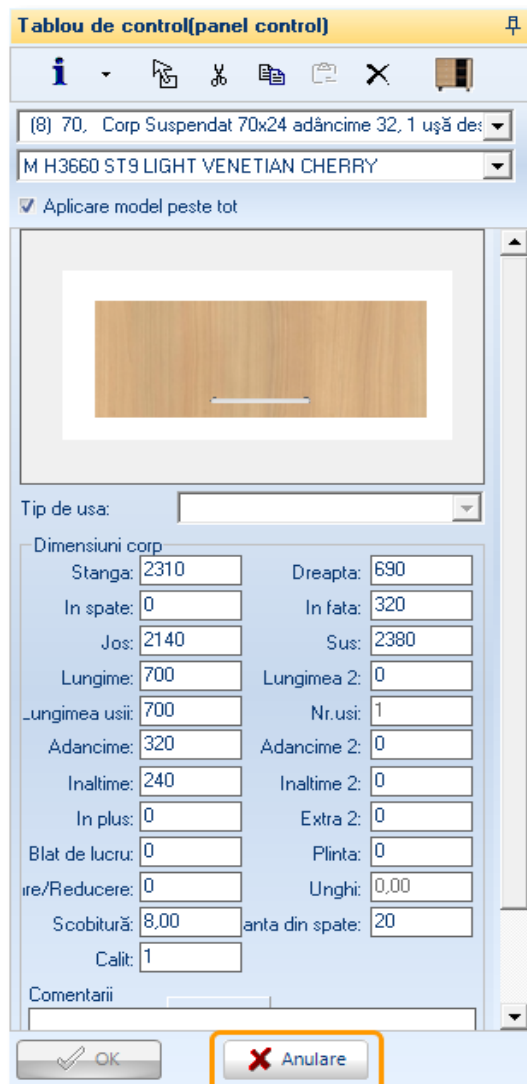 Tablou de control(panel control)
(8) 70, Corp Suspendat 70x24 adâncime 32, 1 uşă des
M H3660 ST9 LIGHT VENETIAN CHERRY
Aplicare model peste tot
Tip de usa:
Dimensiuni corp
Stanga: 2310 Dreapta: 690
In spate: 0 In fata: 320
Jos: 2140 Sus: 2380
Lungime: 700 Lungimea 2: 0
ungimea usii: 700 Nr.usi: 1
Adancime: 320 Adancime 2: 0
Inaltime: 240 Inaltime 2: 0
In plus: 0 Extra 2: 0
Blat de lucru: 0 Plinta: 0
re/Reducere: 0 Unghi: 0,00
Scobitură: 8,00 anta din spate: 20
Calit: 1
Comentarii
OK Anulare